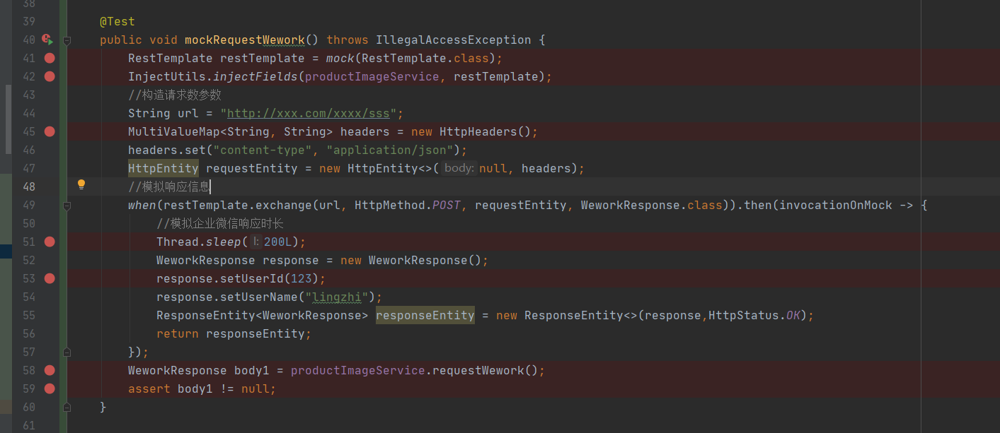 38
39 @Test
40 public void mockRequestWework() throws IllegalAccessException {
41 RestTemplate restTemplate = mock(RestTemplate.class);
42 InjectUtils.injectFields(productImageService, restTemplate);
43 //构造请求数参数
44 String url = "http://xxx.com/xxxx/sss";
45 MultiValueMap<String, String> headers = new HttpHeaders();
46 headers.set("content-type", "application/json");
47 HttpEntity requestEntity = new HttpEntity<>( body: null, headers);
48 //模拟响应信息
49 when(restTemplate.exchange(url, HttpMethod.POST, requestEntity, WeworkResponse.class)).then(invocationOnMock -> {
50 //模拟企业微信响应时长
51 Thread.sleep( l: 200L);
52 WeworkResponse response = new WeworkResponse();
53 response.setUserId(123);
54 response.setUserName("lingzhi");
55 ResponseEntity<WeworkResponse> responseEntity = new ResponseEntity<>(response,HttpStatus.OK);
56 return responseEntity;
57 });
58 WeworkResponse body1 = productImageService.requestWework();
59 assert body1 != null;
60 }
61